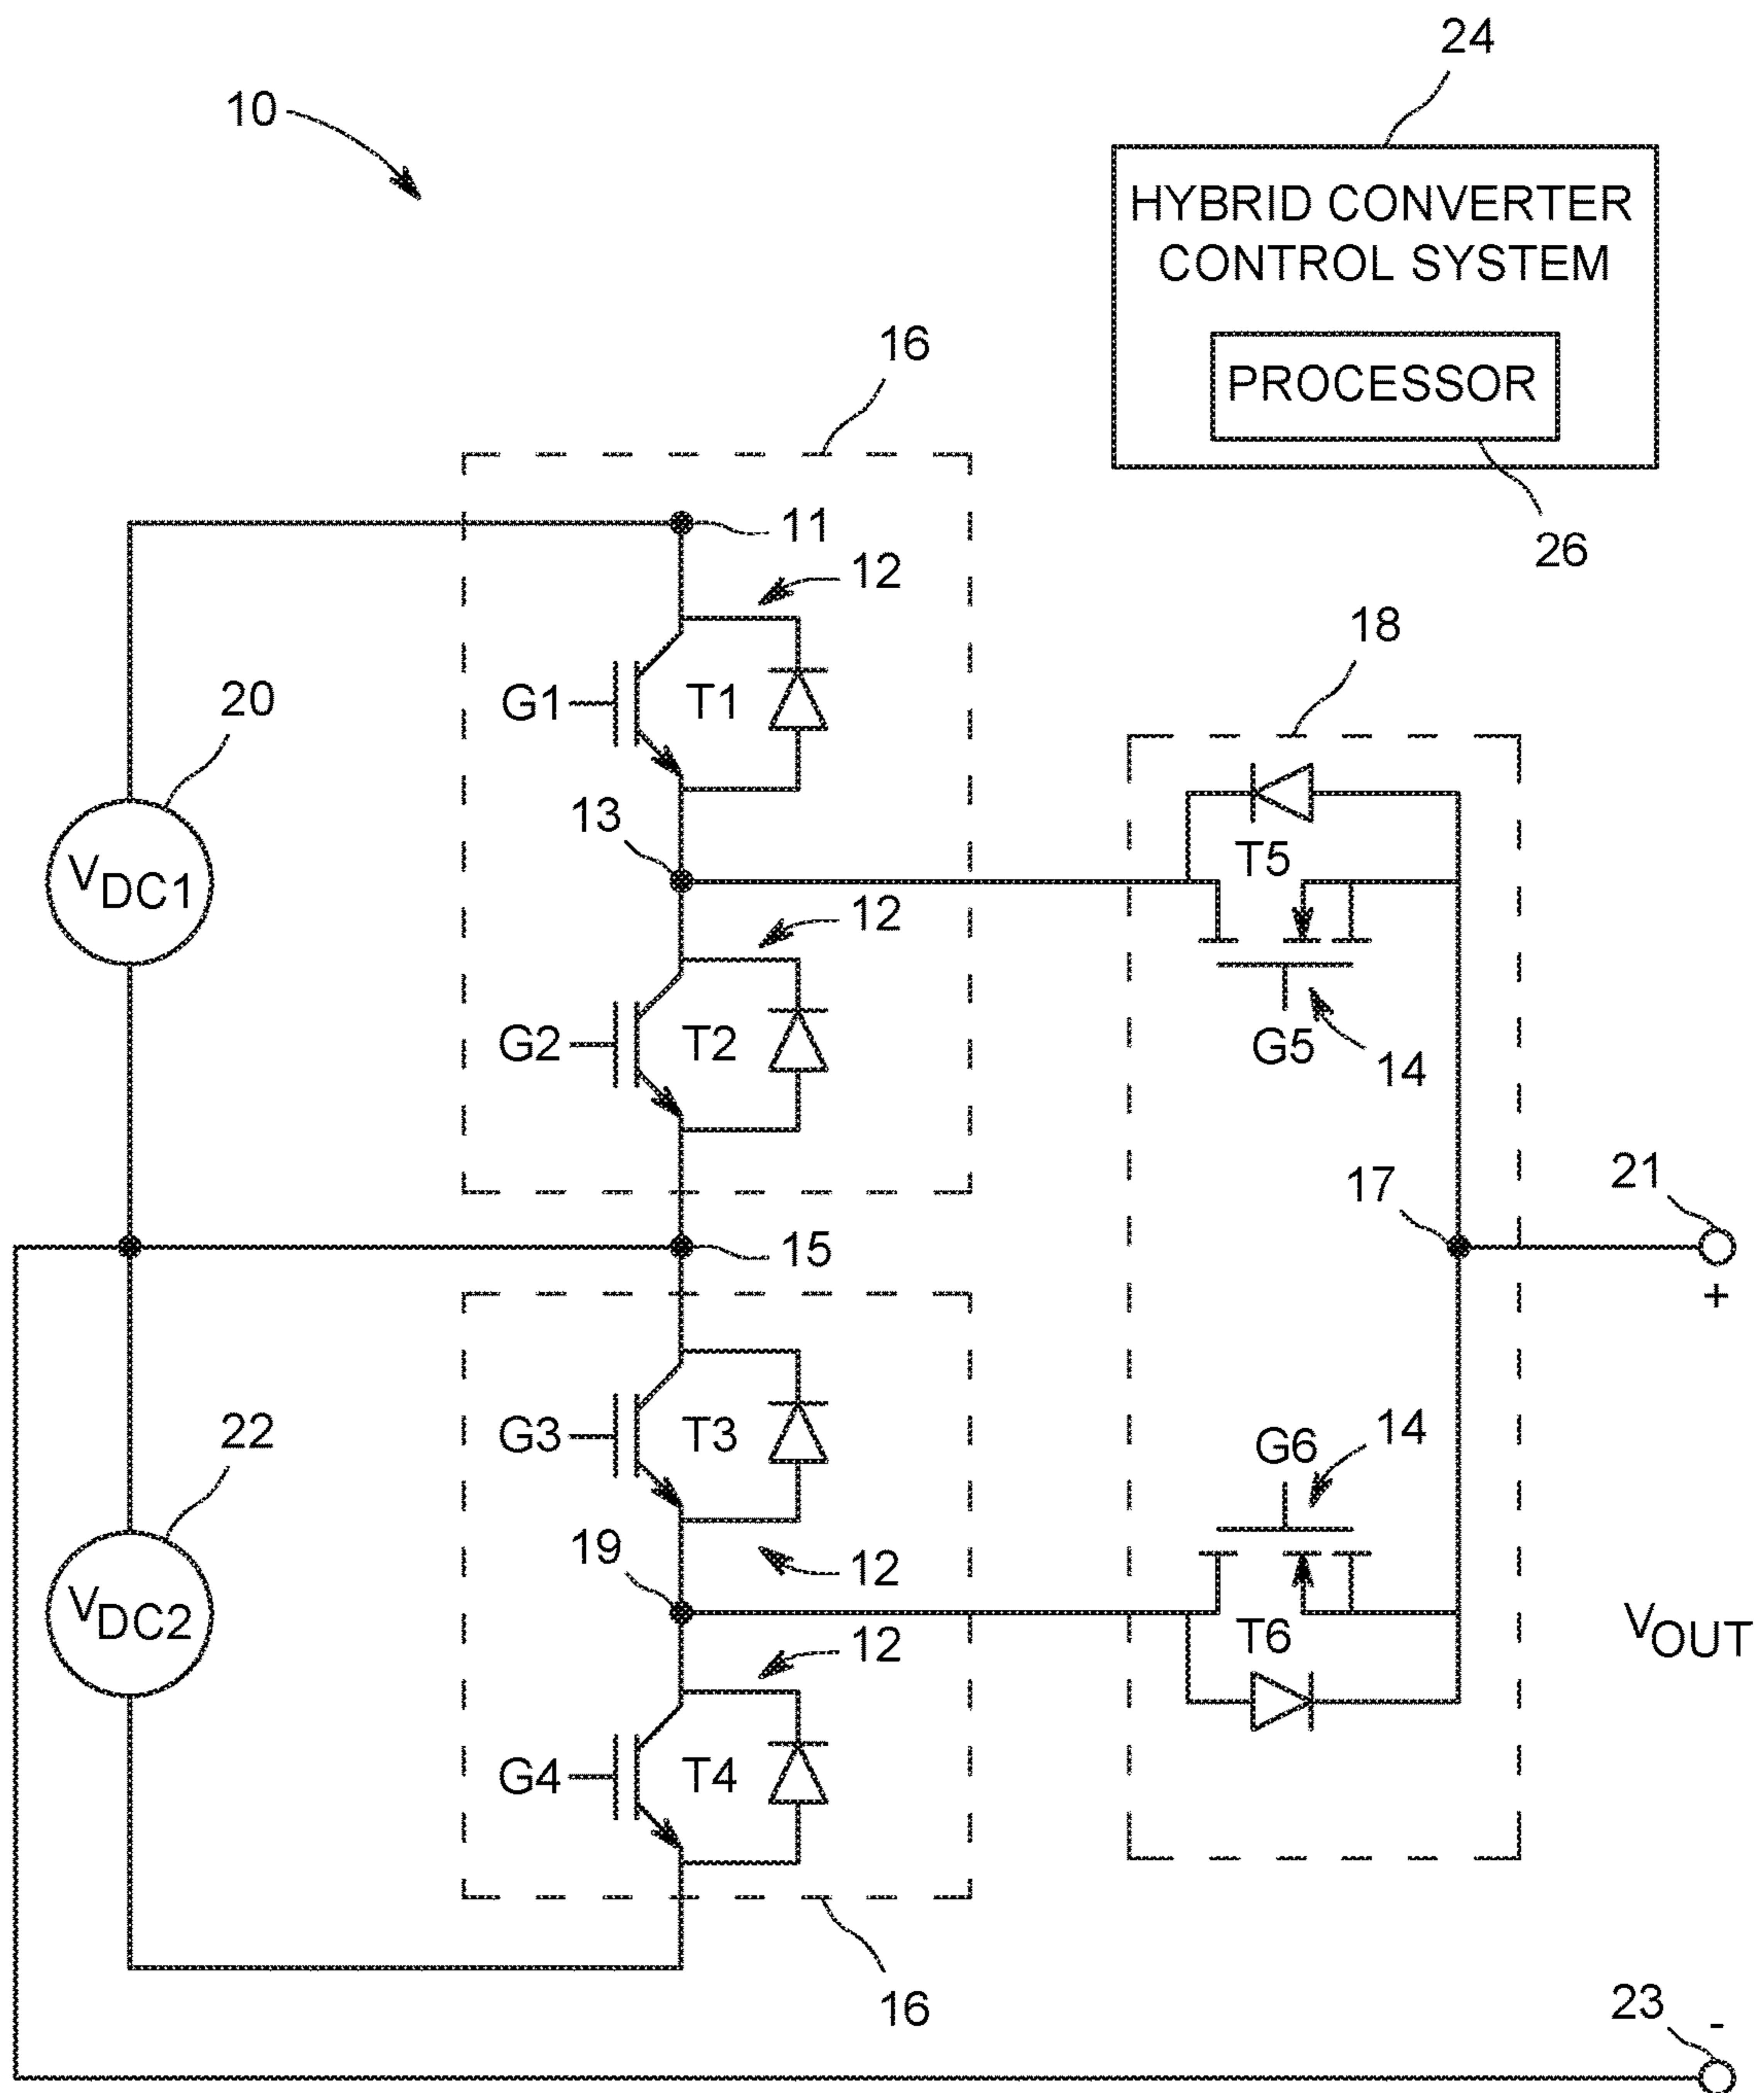 24
10
HYBRID CONVERTER
CONTROL SYSTEM
16
PROCESSOR
11
26
12
18
G1
T1
20
13
T5
VDC1
12
G2
T2
G5
14
21
17
15
+
G3
T3
G6
14
22
19
12
VDC2
T6
VOUT
12
G4
T4
16
23
-